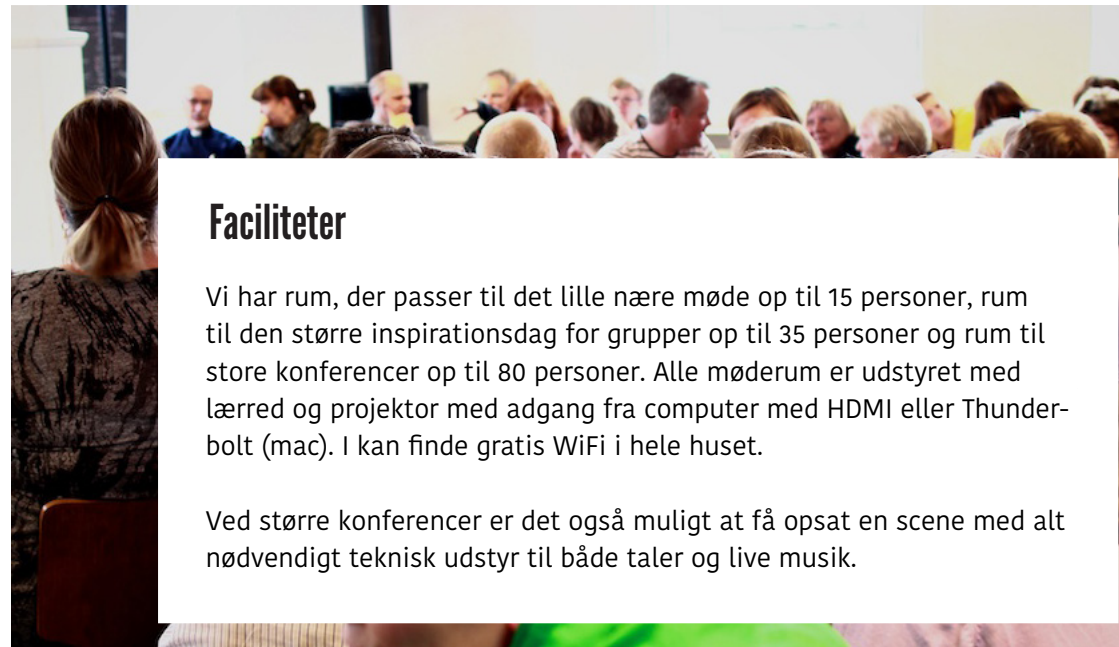 Faciliteter
Vi har rum, der passer til det lille nære møde op til 15 personer, rum
til den større inspirationsdag for grupper op til 35 personer og rum til
store konferencer op til 80 personer. Alle møderum er udstyret med
lærred og projektor med adgang fra computer med HDMI eller Thunder-
bolt (mac). I kan finde gratis WiFi i hele huset.
Ved større konferencer er det også muligt at få opsat en scene med alt
nødvendigt teknisk udstyr til både taler og live musik.